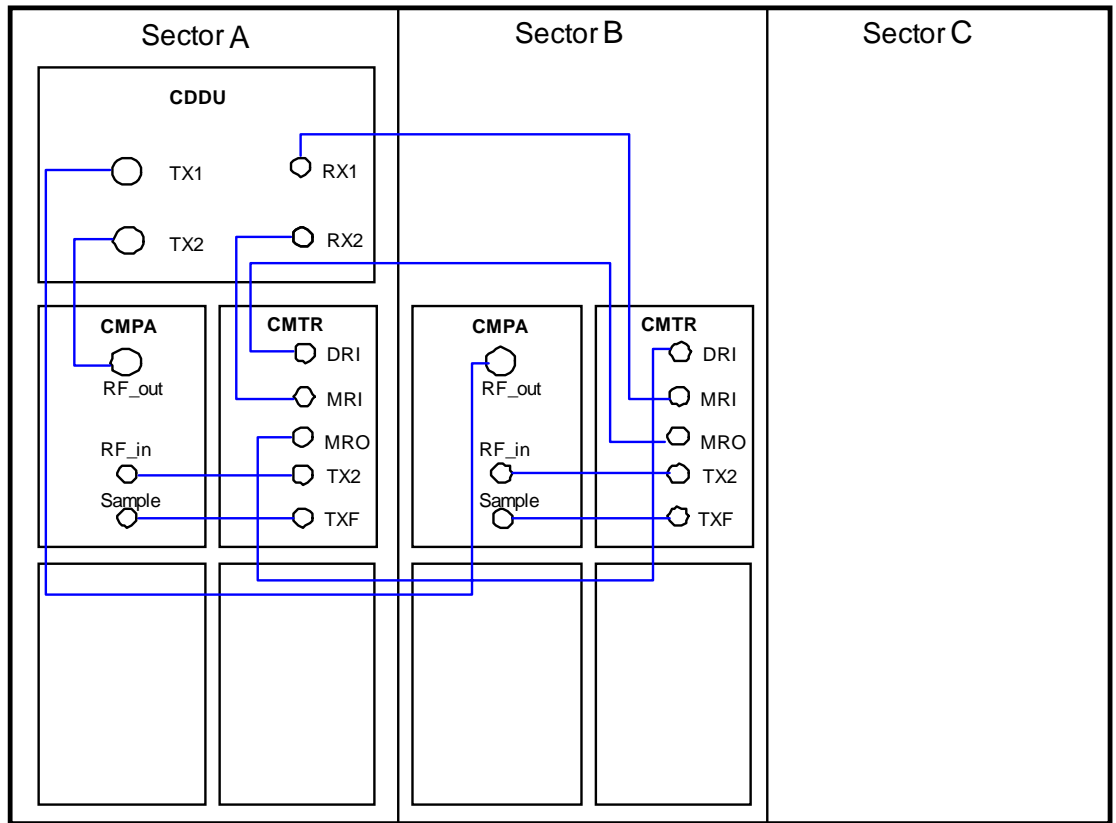 Sector A
Sector B
Sector C
CDDU
TX1
RX1
TX2
RX2
CMPA
RF_out
RF_in
Sample
CMTR
DRI
MRI
MRO
TX2
TXF
CMPA
RF_out
RF_in
Sample
CMTR
DRI
MRI
MRO
TX2
TXF